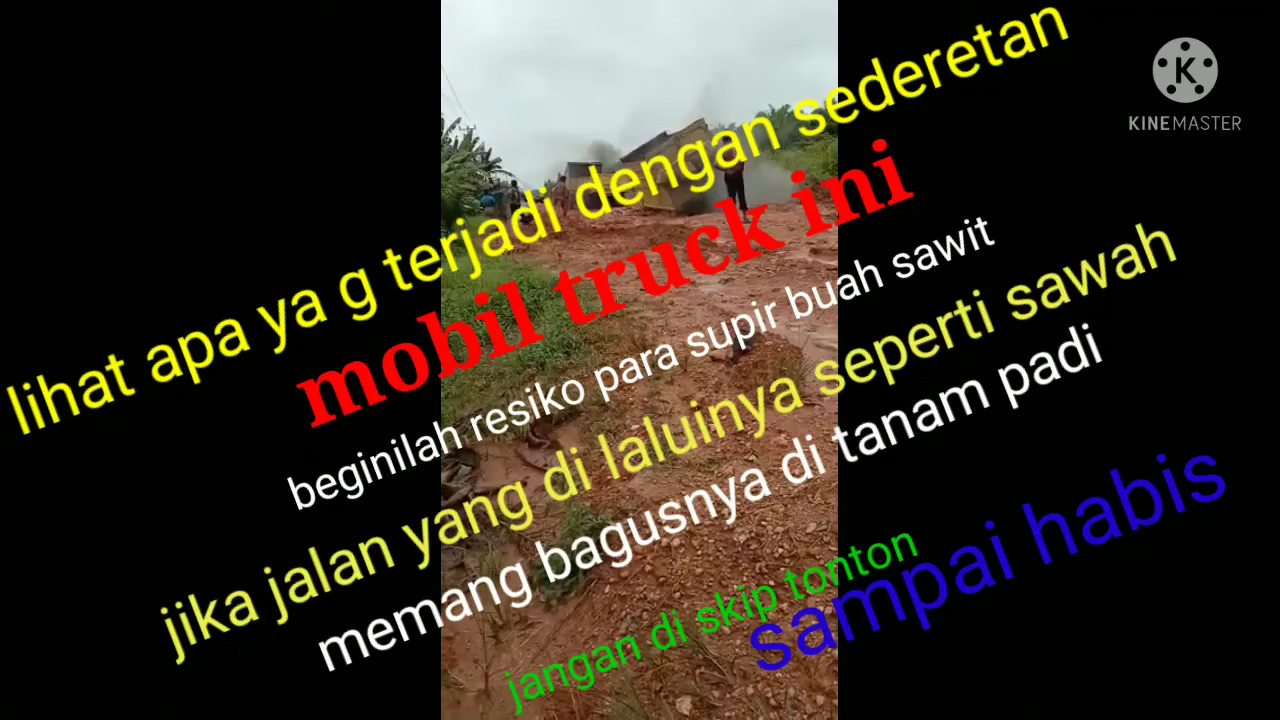 lihat apa ya g terjadi dengan sederetan
mobil truck ini
beginilah resiko para supir buah sawit
jika jalan yang di laluinya seperti sawah
memang bagusnya di tanam padi
jangan di skip tonton
sampai habis
K
KINEMASTER